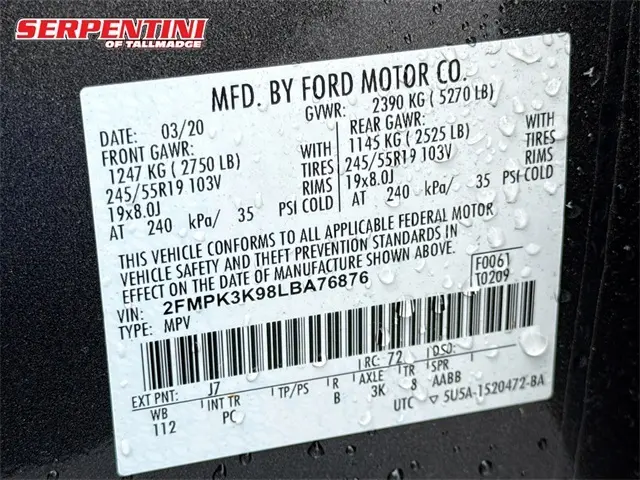 SERPENTINI
OF TALLMADGE
MFD. BY FORD MOTOR CO.
DATE: 03/20 GVWR: 2390 KG ( 5270 LB)
FRONT GAWR: REAR GAWR:
1247 KG ( 2750 LB) WITH 1145 KG ( 2525 LB) WITH
245/55R19 103V TIRES 245/55R19 103V TIRES
19x8.0J RIMS 19x8.0J RIMS
AT 240 kPa/ 35 PSI COLD AT 240 kPa/ 35 PSI COLD
THIS VEHICLE CONFORMS TO ALL APPLICABLE FEDERAL MOTOR
VEHICLE SAFETY AND THEFT PREVENTION STANDARDS IN
EFFECT ON THE DATE OF MANUFACTURE SHOWN ABOVE. F0061
VIN: 2FMPK3K98LBA76876 T0209
TYPE: MPV
EXT PNT: J7 RC: 72 DSO:
WB INT TR TP/PS R AXLE TR SPR
112 PC B 3K 8 AABB
UTC 5U5A-1520472-BA